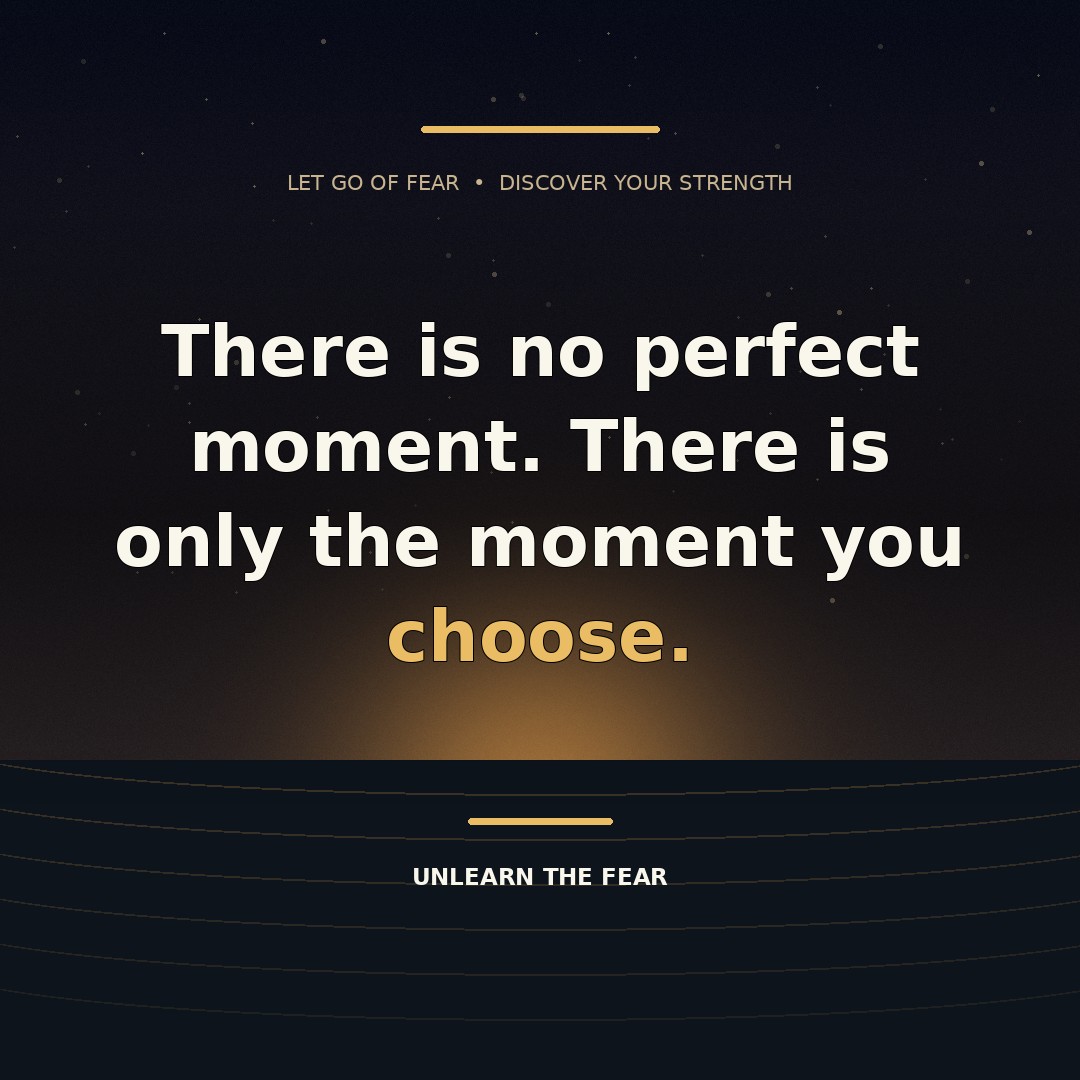 LET GO OF FEAR • DISCOVER YOUR STRENGTH
There is no perfect
moment. There is
only the moment you
choose.
UNLEARN THE FEAR